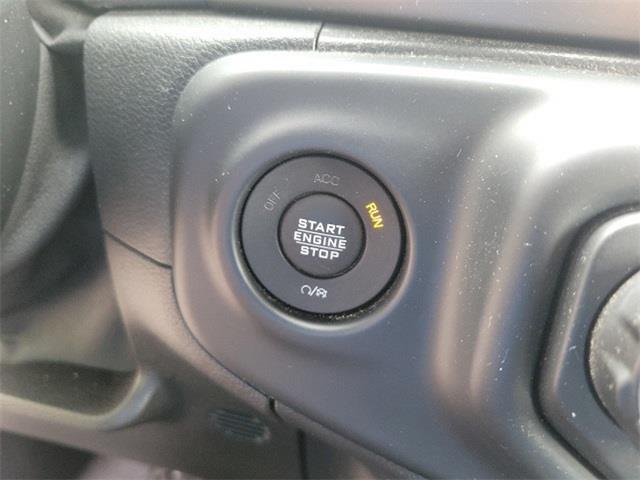 OFF
ACC
RUN
START
ENGINE
STOP